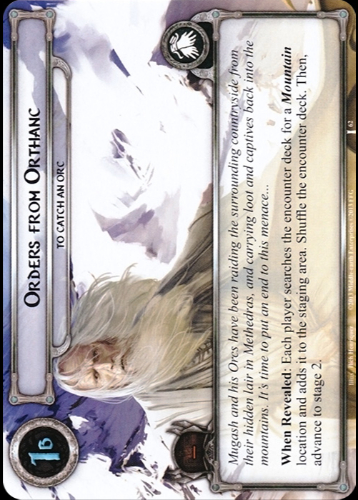 1B
ORDERS FROM ORTHANC
TO CATCH AN ORC
Mugash and his Orcs have been raiding the surrounding countryside from
their hidden lair in Methedras, and carrying loot and captives back into the
mountains. It's time to put an end to this menace...
When Revealed: Each player searches the encounter deck for a Mountain
location and adds it to the staging area. Shuffle the encounter deck. Then,
advance to stage 2.
©2013 Middle-earth Enterprises ©2013 FFG 62